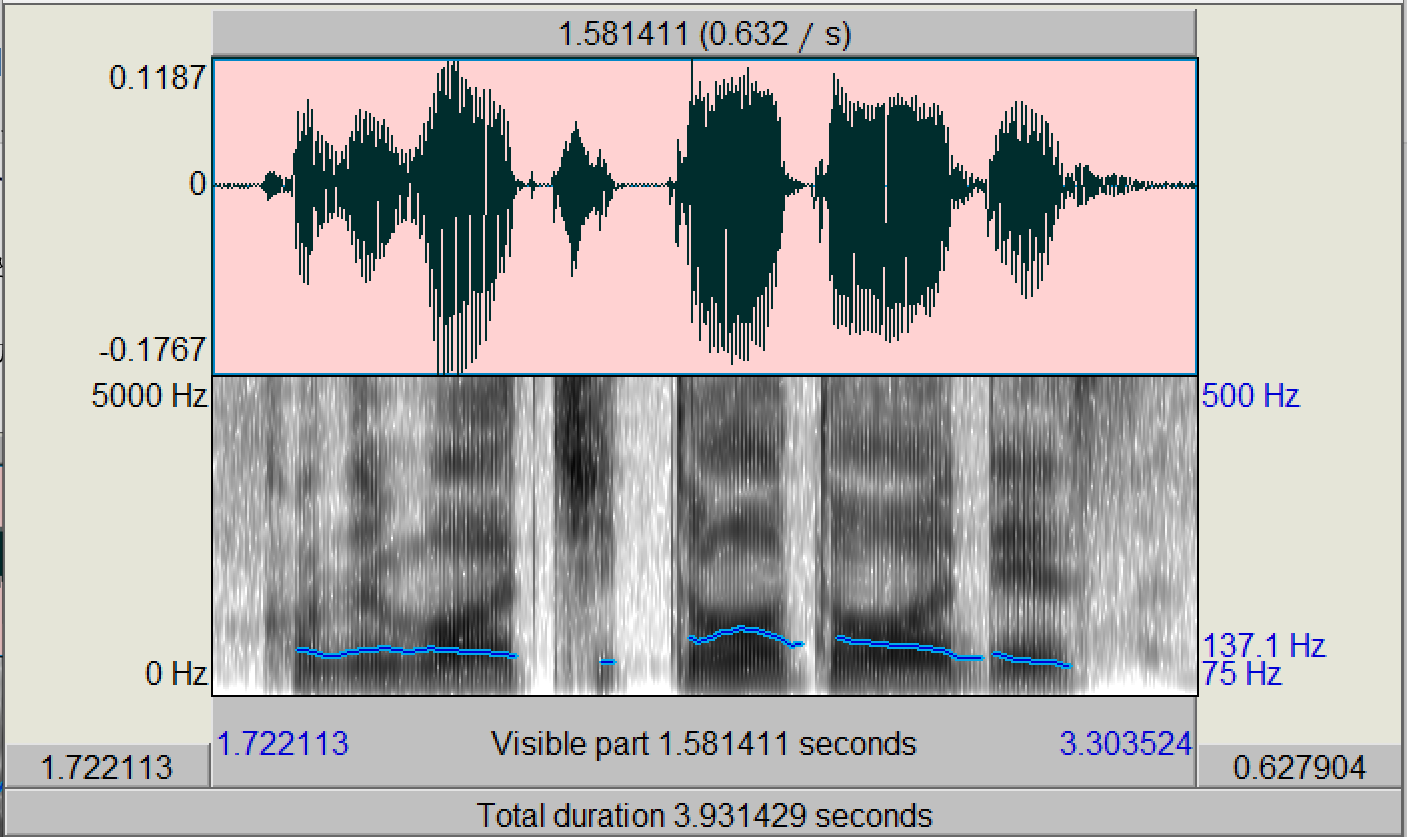 1.581411 (0.632 / s)
0.1187
0
-0.1767
5000 Hz
500 Hz
137.1 Hz
0 Hz
75 Hz
1.722113
Visible part 1.581411 seconds
3.303524
1.722113
0.627904
Total duration 3.931429 seconds